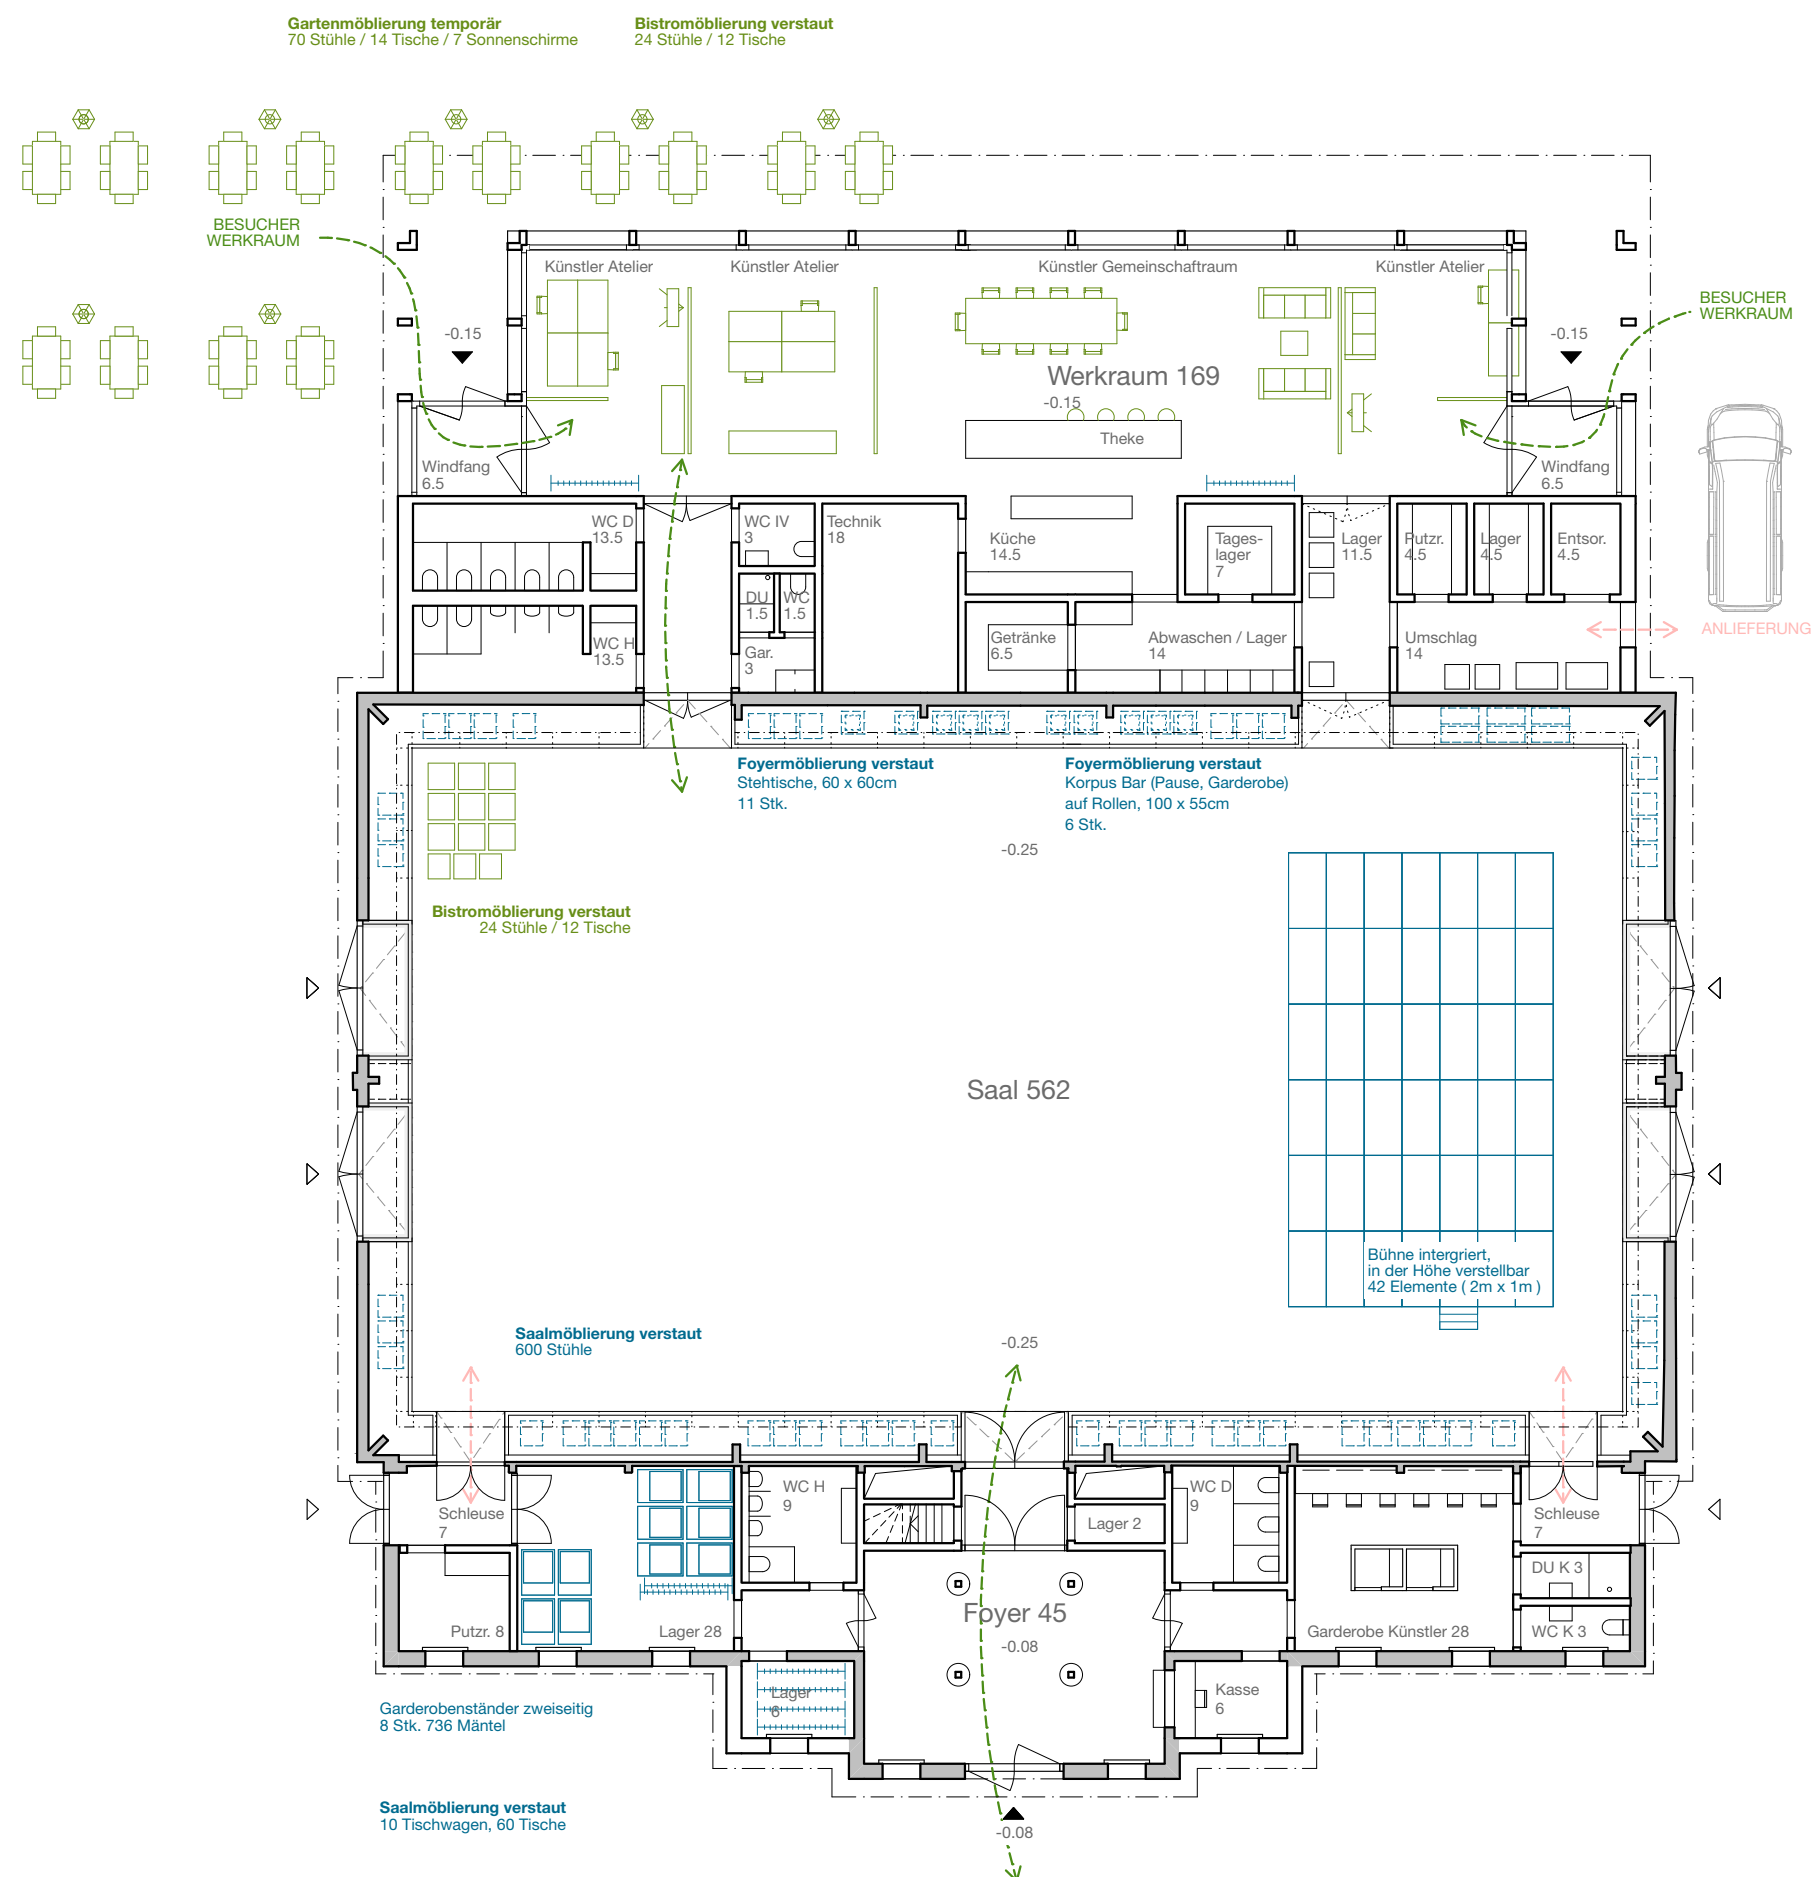 Gartenmöblierung temporär
70 Stühle / 14 Tische / 7 Sonnenschirme
Bistromöblierung verstaut
24 Stühle / 12 Tische
BESUCHER
WERKRAUM
Künstler Atelier
Künstler Atelier
Künstler Gemeinschaftraum
Künstler Atelier
BESUCHER
WERKRAUM
-0.15
-0.15
Werkraum 169
-0.15
Theke
Windfang
6.5
Windfang
6.5
WC D
13.5
WC IV
3
Technik
18
Küche
14.5
Tages-
lager
7
Lager
11.5
Putzr.
4.5
Lager
4.5
Entsor.
4.5
DU
1.5
WC
1.5
WC H
13.5
Gar.
3
Getränke
6.5
Abwaschen / Lager
14
Umschlag
14
ANLIEFERUNG
Foyermöblierung verstaut
Stehtische, 60 x 60cm
11 Stk.
Foyermöblierung verstaut
Korpus Bar (Pause, Garderobe)
auf Rollen, 100 x 55cm
6 Stk.
-0.25
Bistromöblierung verstaut
24 Stühle / 12 Tische
Saal 562
Bühne intergriert,
in der Höhe verstellbar
42 Elemente ( 2m x 1m )
Saalmöblierung verstaut
600 Stühle
-0.25
Schleuse
7
WC H
9
Lager 2
WC D
9
Schleuse
7
DU K 3
Foyer 45
-0.08
Putzr. 8
Lager 28
Garderobe Künstler 28
WC K 3
Lager
6
Kasse
6
Garderobenständer zweiseitig
8 Stk. 736 Mäntel
Saalmöblierung verstaut
10 Tischwagen, 60 Tische
-0.08